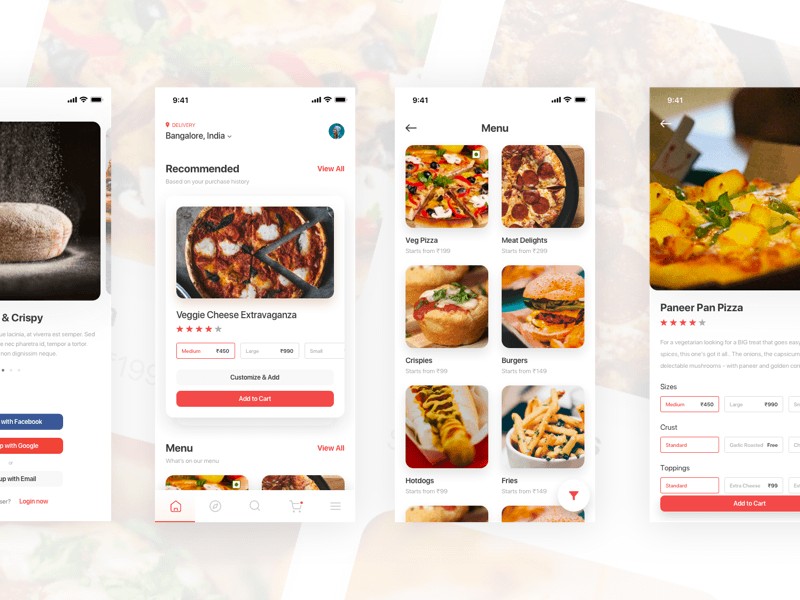 & Crispy
ue lacinia, at viverra est semper. Sed
e nec pharetra id, tempor a tortor
non dignissim neque.
with Facebook
p with Google
or
up with Email
ser? Login now
9:41
DELIVERY
Bangalore, India
Recommended
View All
Based on your purchase history
Veggie Cheese Extravaganza
Medium ₹450
Large ₹990
Small
Customize & Add
Add to Cart
Menu
View All
What's on our menu
9:41
Menu
Veg Pizza
Starts from ₹199
Meat Delights
Starts from ₹299
Crispies
Starts from ₹99
Burgers
Starts from ₹149
Hotdogs
Starts from ₹99
Fries
Starts from ₹149
9:41
Paneer Pan Pizza
For a vegetarian looking for a BIG treat that goes easy
spices, this one's got it all.. The onions, the capsicum
delectable mushrooms - with paneer and golden cor
Sizes
Medium ₹450
Large ₹990
Crust
Standard
Garlic Roasted Free
Toppings
Standard
Extra Cheese ₹99
Add to Cart